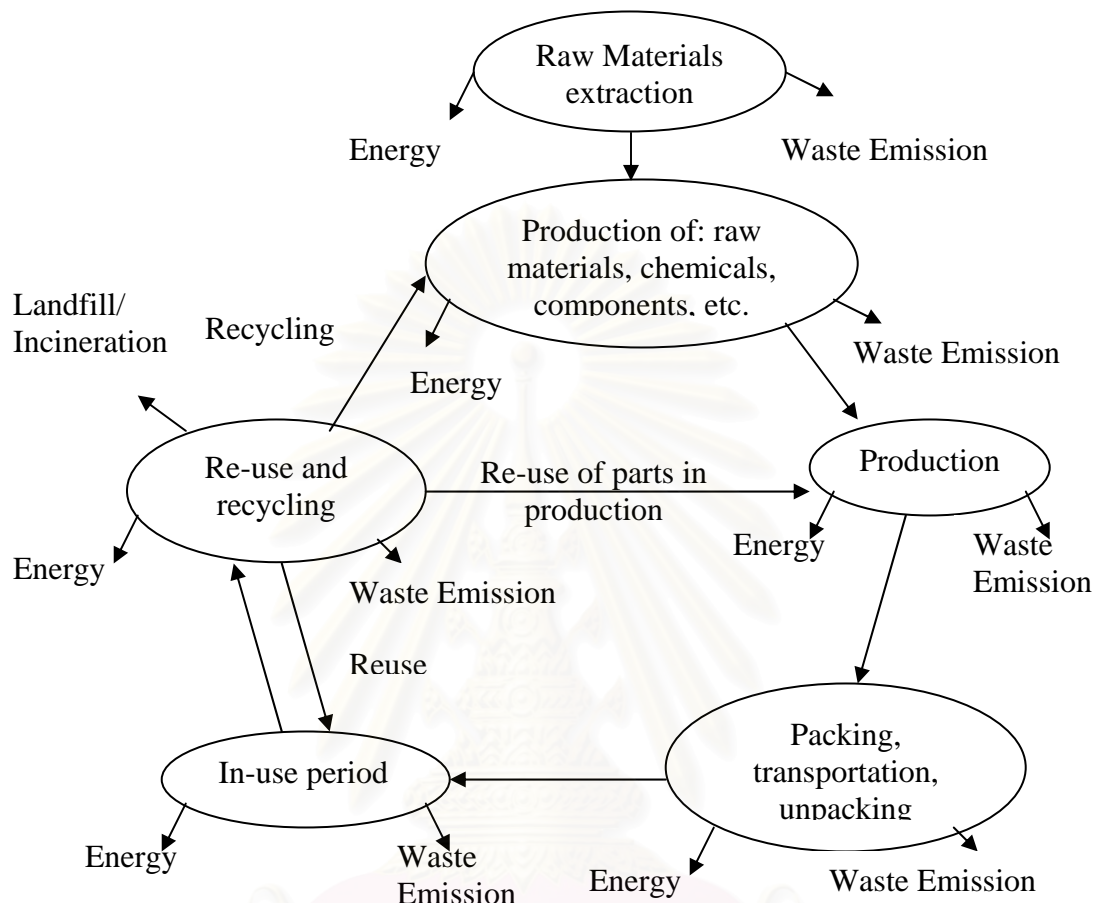 Raw Materials
extraction
Energy
Waste Emission
Production of: raw
materials, chemicals,
components, etc.
Landfill/
Incineration
Recycling
Waste Emission
Energy
Re-use and
recycling
Re-use of parts in
production
Production
Energy
Waste
Emission
Energy
Waste Emission
Reuse
Packing,
transportation,
unpacking
In-use period
Energy
Waste
Emission
Energy
Waste Emission